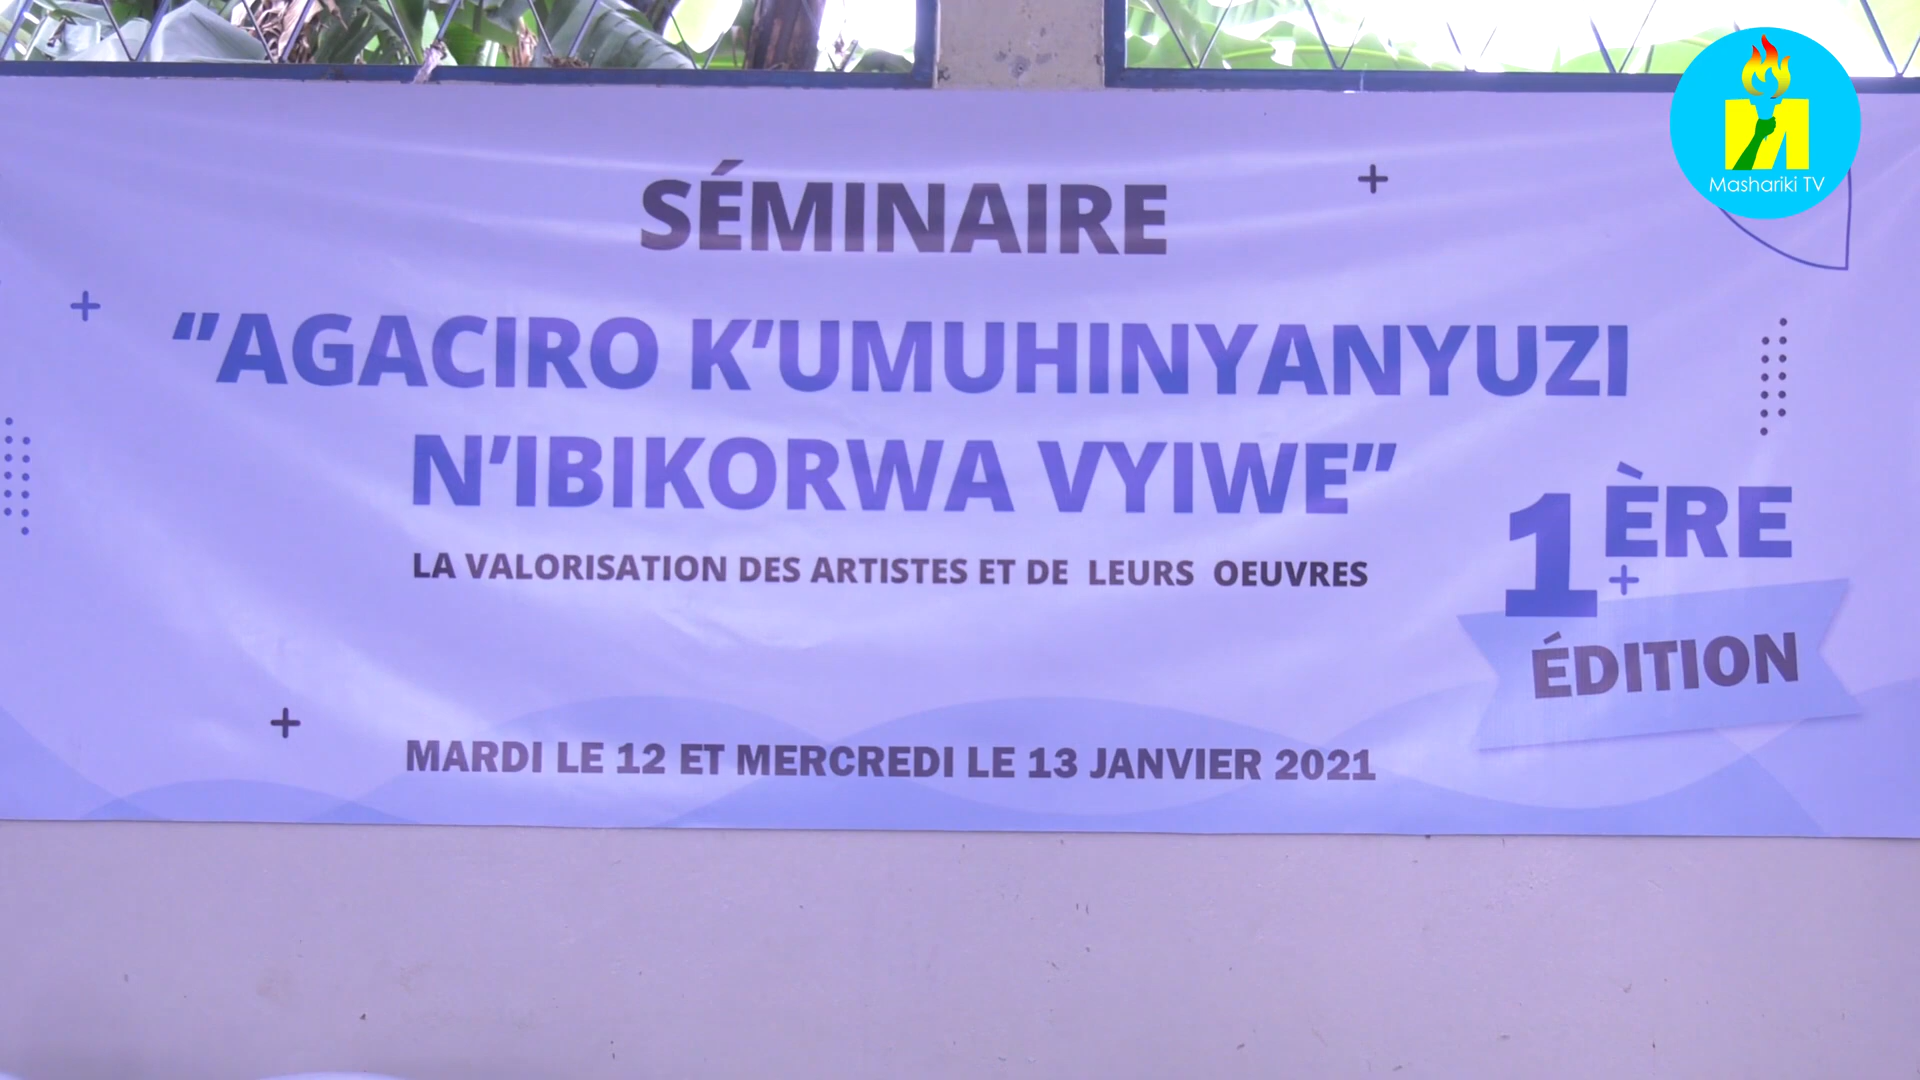 Mashariki TV
SÉMINAIRE
"AGACIRO K'UMUHINYANYUZI
N'IBIKORWA VYIWE"
LA VALORISATION DES ARTISTES ET DE LEURS OEUVRES
1ÈRE
ÉDITION
MARDI LE 12 ET MERCREDI LE 13 JANVIER 2021